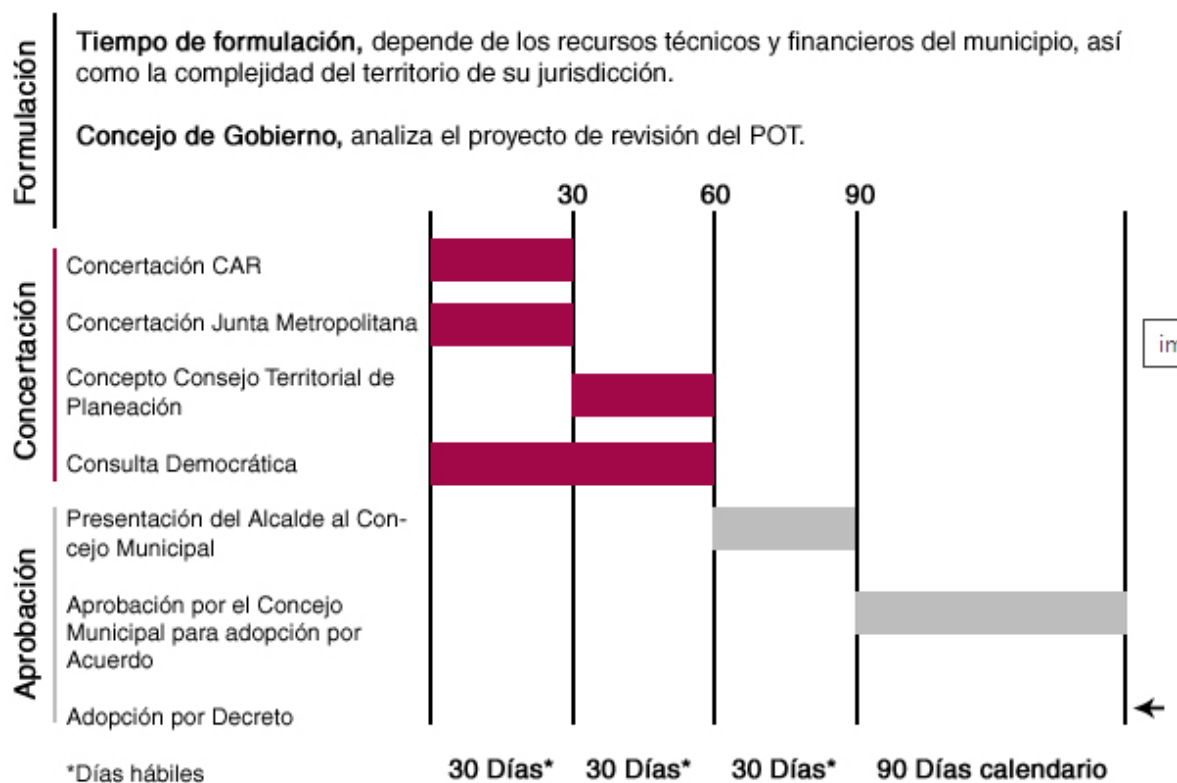 Formulación
Tiempo de formulación, depende de los recursos técnicos y financieros del municipio, así
como la complejidad del territorio de su jurisdicción.
Concejo de Gobierno, analiza el proyecto de revisión del POT.
30 60 90
Concertación
Concertación CAR
Concertación Junta Metropolitana
Concepto Consejo Territorial de
Planeación
Consulta Democrática
im
Aprobación
Presentación del Alcalde al Con-
cejo Municipal
Aprobación por el Concejo
Municipal para adopción por
Acuerdo
Adopción por Decreto
*Días hábiles
30 Días* 30 Días* 30 Días* 90 Días calendario